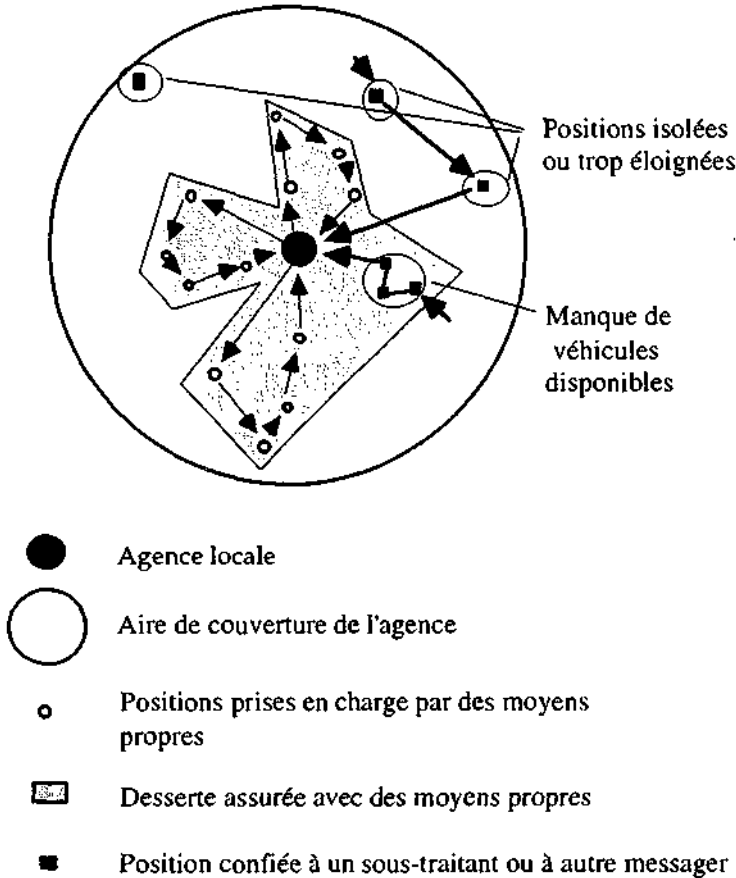 Positions isolées
ou trop éloignées
Manque de
véhicules
disponibles
Agence locale
Aire de couverture de l'agence
Positions prises en charge par des moyens
propres
Desserte assurée avec des moyens propres
Position confiée à un sous-traitant ou à autre messager